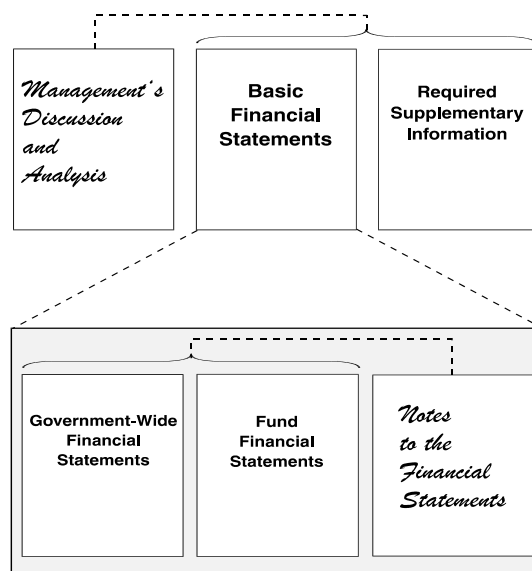 Management's
Discussion
and
Analysis
Basic
Financial
Statements
Required
Supplementary
Information
Government-Wide
Financial
Statements
Fund
Financial
Statements
Notes
to the
Financial
Statements